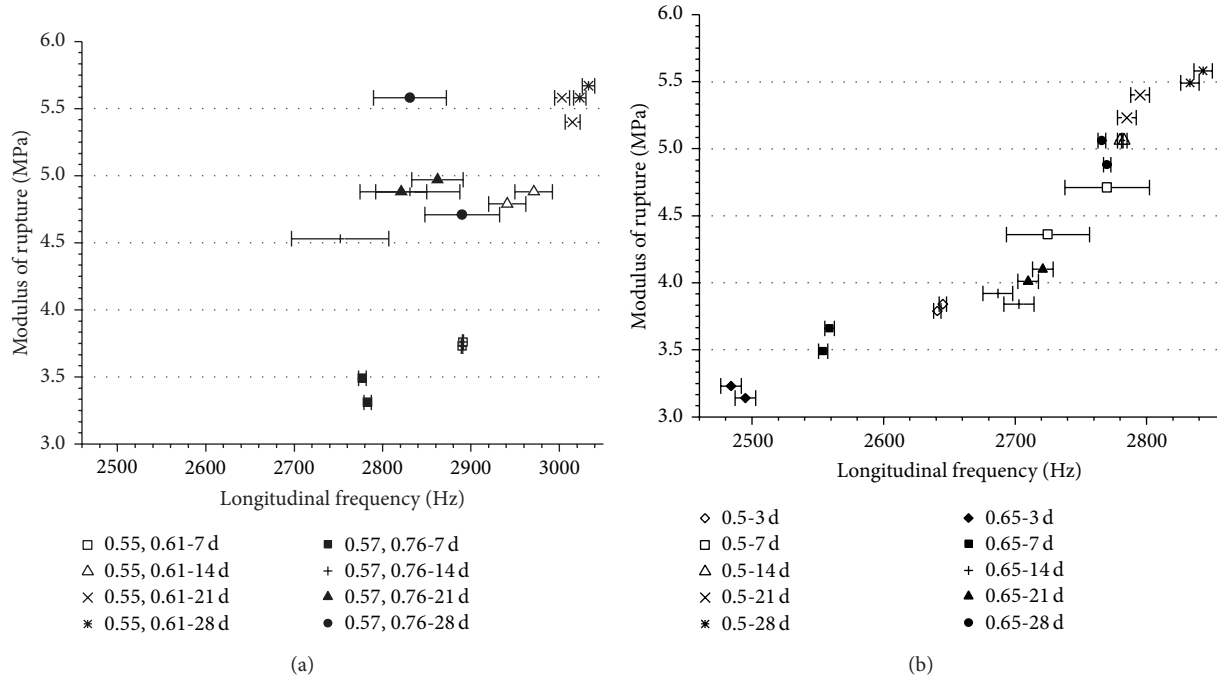 6.0
5.5
5.0
4.5
4.0
3.5
3.0
Modulus of rupture (MPa)
2500 2600 2700 2800 2900 3000
Longitudinal frequency (Hz)
0.55, 0.61-7 d
0.55, 0.61-14 d
0.55, 0.61-21 d
0.55, 0.61-28 d
0.57, 0.76-7 d
0.57, 0.76-14 d
0.57, 0.76-21 d
0.57, 0.76-28 d
(a)
6.0
5.5
5.0
4.5
4.0
3.5
3.0
Modulus of rupture (MPa)
2500 2600 2700 2800
Longitudinal frequency (Hz)
0.5-3 d
0.5-7 d
0.5-14 d
0.5-21 d
0.5-28 d
0.65-3 d
0.65-7 d
0.65-14 d
0.65-21 d
0.65-28 d
(b)